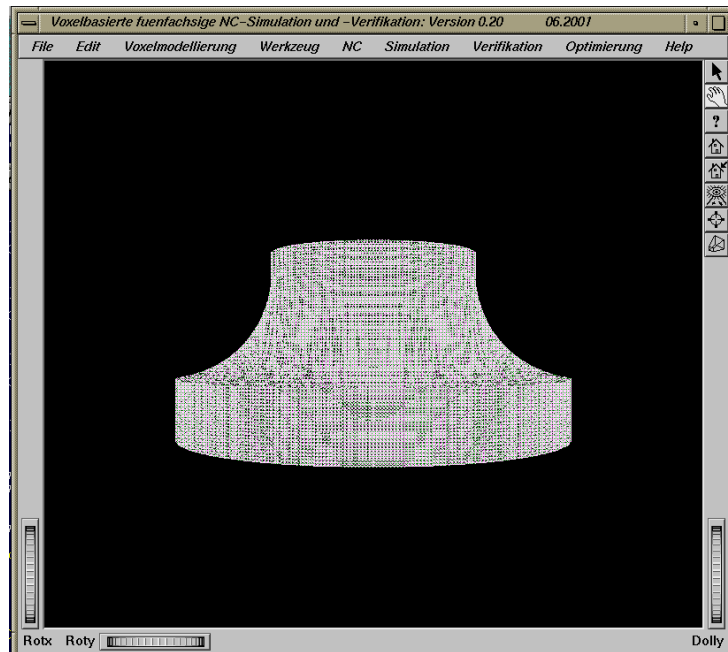 Voxelbasierte fuenfachsige NC-Simulation und -Verifikation: Version 0.20 06.2001
File Edit Voxelmodellierung Werkzeug NC Simulation Verifikation Optimierung Help
?
Rotx Roty Dolly